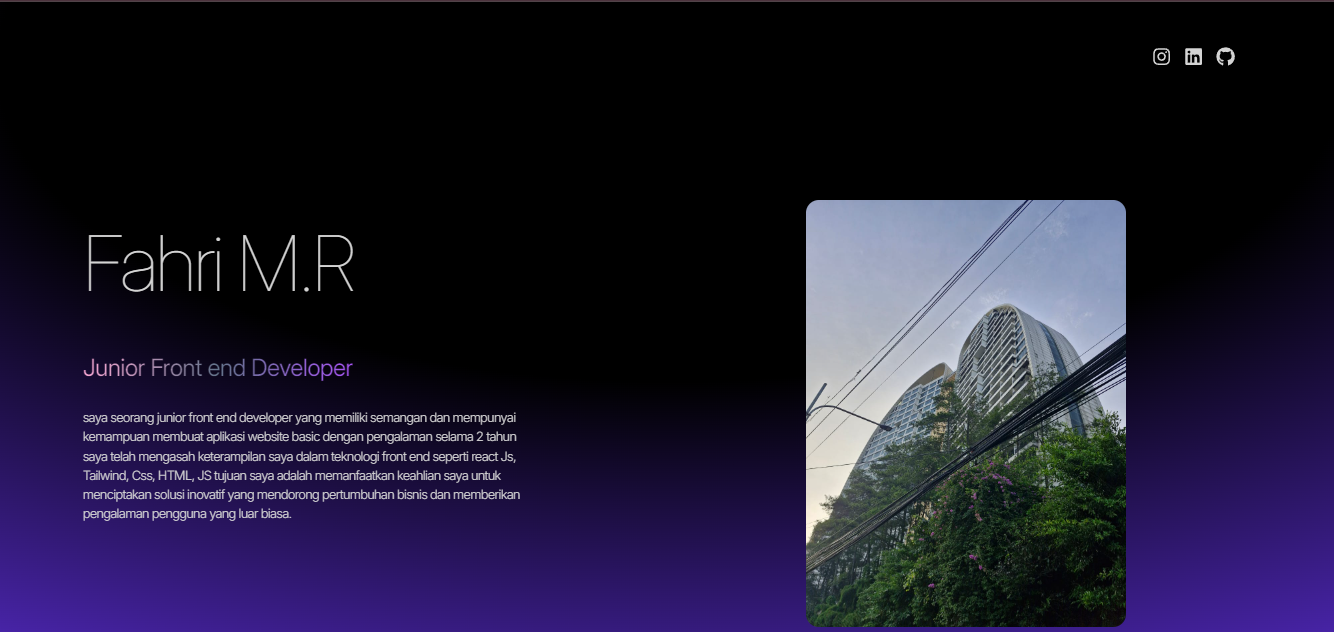 Fahri M.R
Junior Front end Developer
saya seorang junior front end developer yang memiliki semangan dan mempunyai
kemampuan membuat aplikasi website basic dengan pengalaman selama 2 tahun
saya telah mengasah keterampilan saya dalam teknologi front end seperti react Js,
Tailwind, Css, HTML, JS tujuan saya adalah memanfaatkan keahlian saya untuk
menciptakan solusi inovatif yang mendorong pertumbuhan bisnis dan memberikan
pengalaman pengguna yang luar biasa.